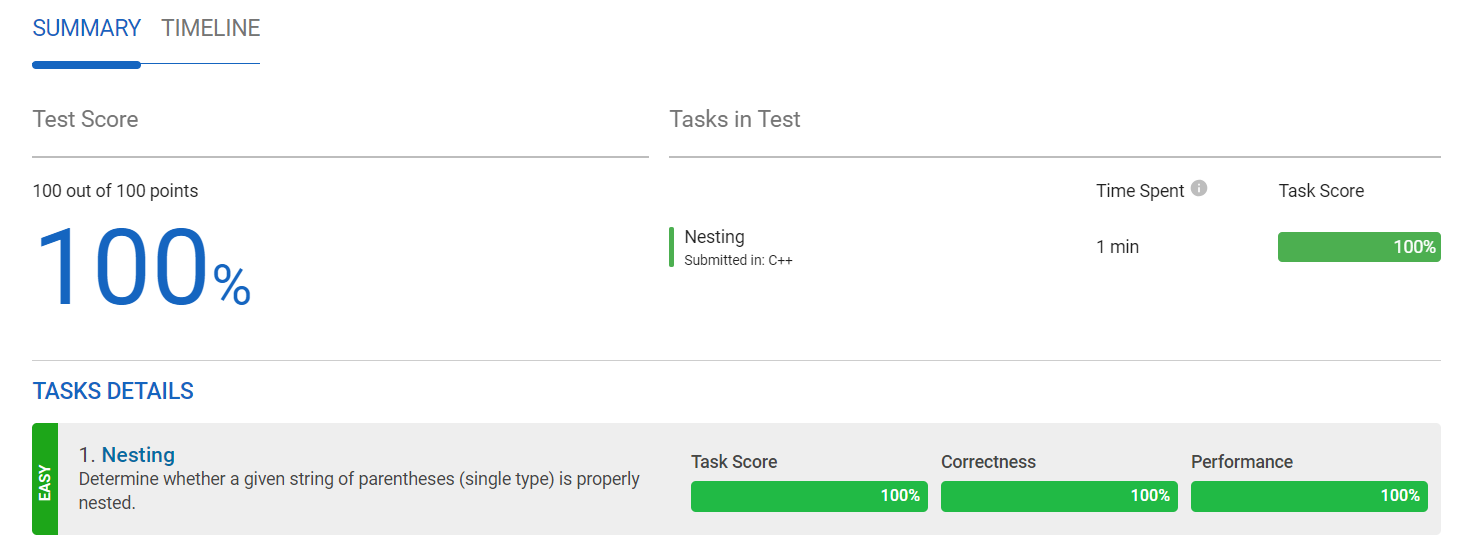 SUMMARY TIMELINE
Test Score
Tasks in Test
100 out of 100 points
Time Spent
Task Score
100%
Nesting
Submitted in: C++
1 min
100%
TASKS DETAILS
EASY
1. Nesting
Determine whether a given string of parentheses (single type) is properly
nested.
Task Score
100%
Correctness
100%
Performance
100%